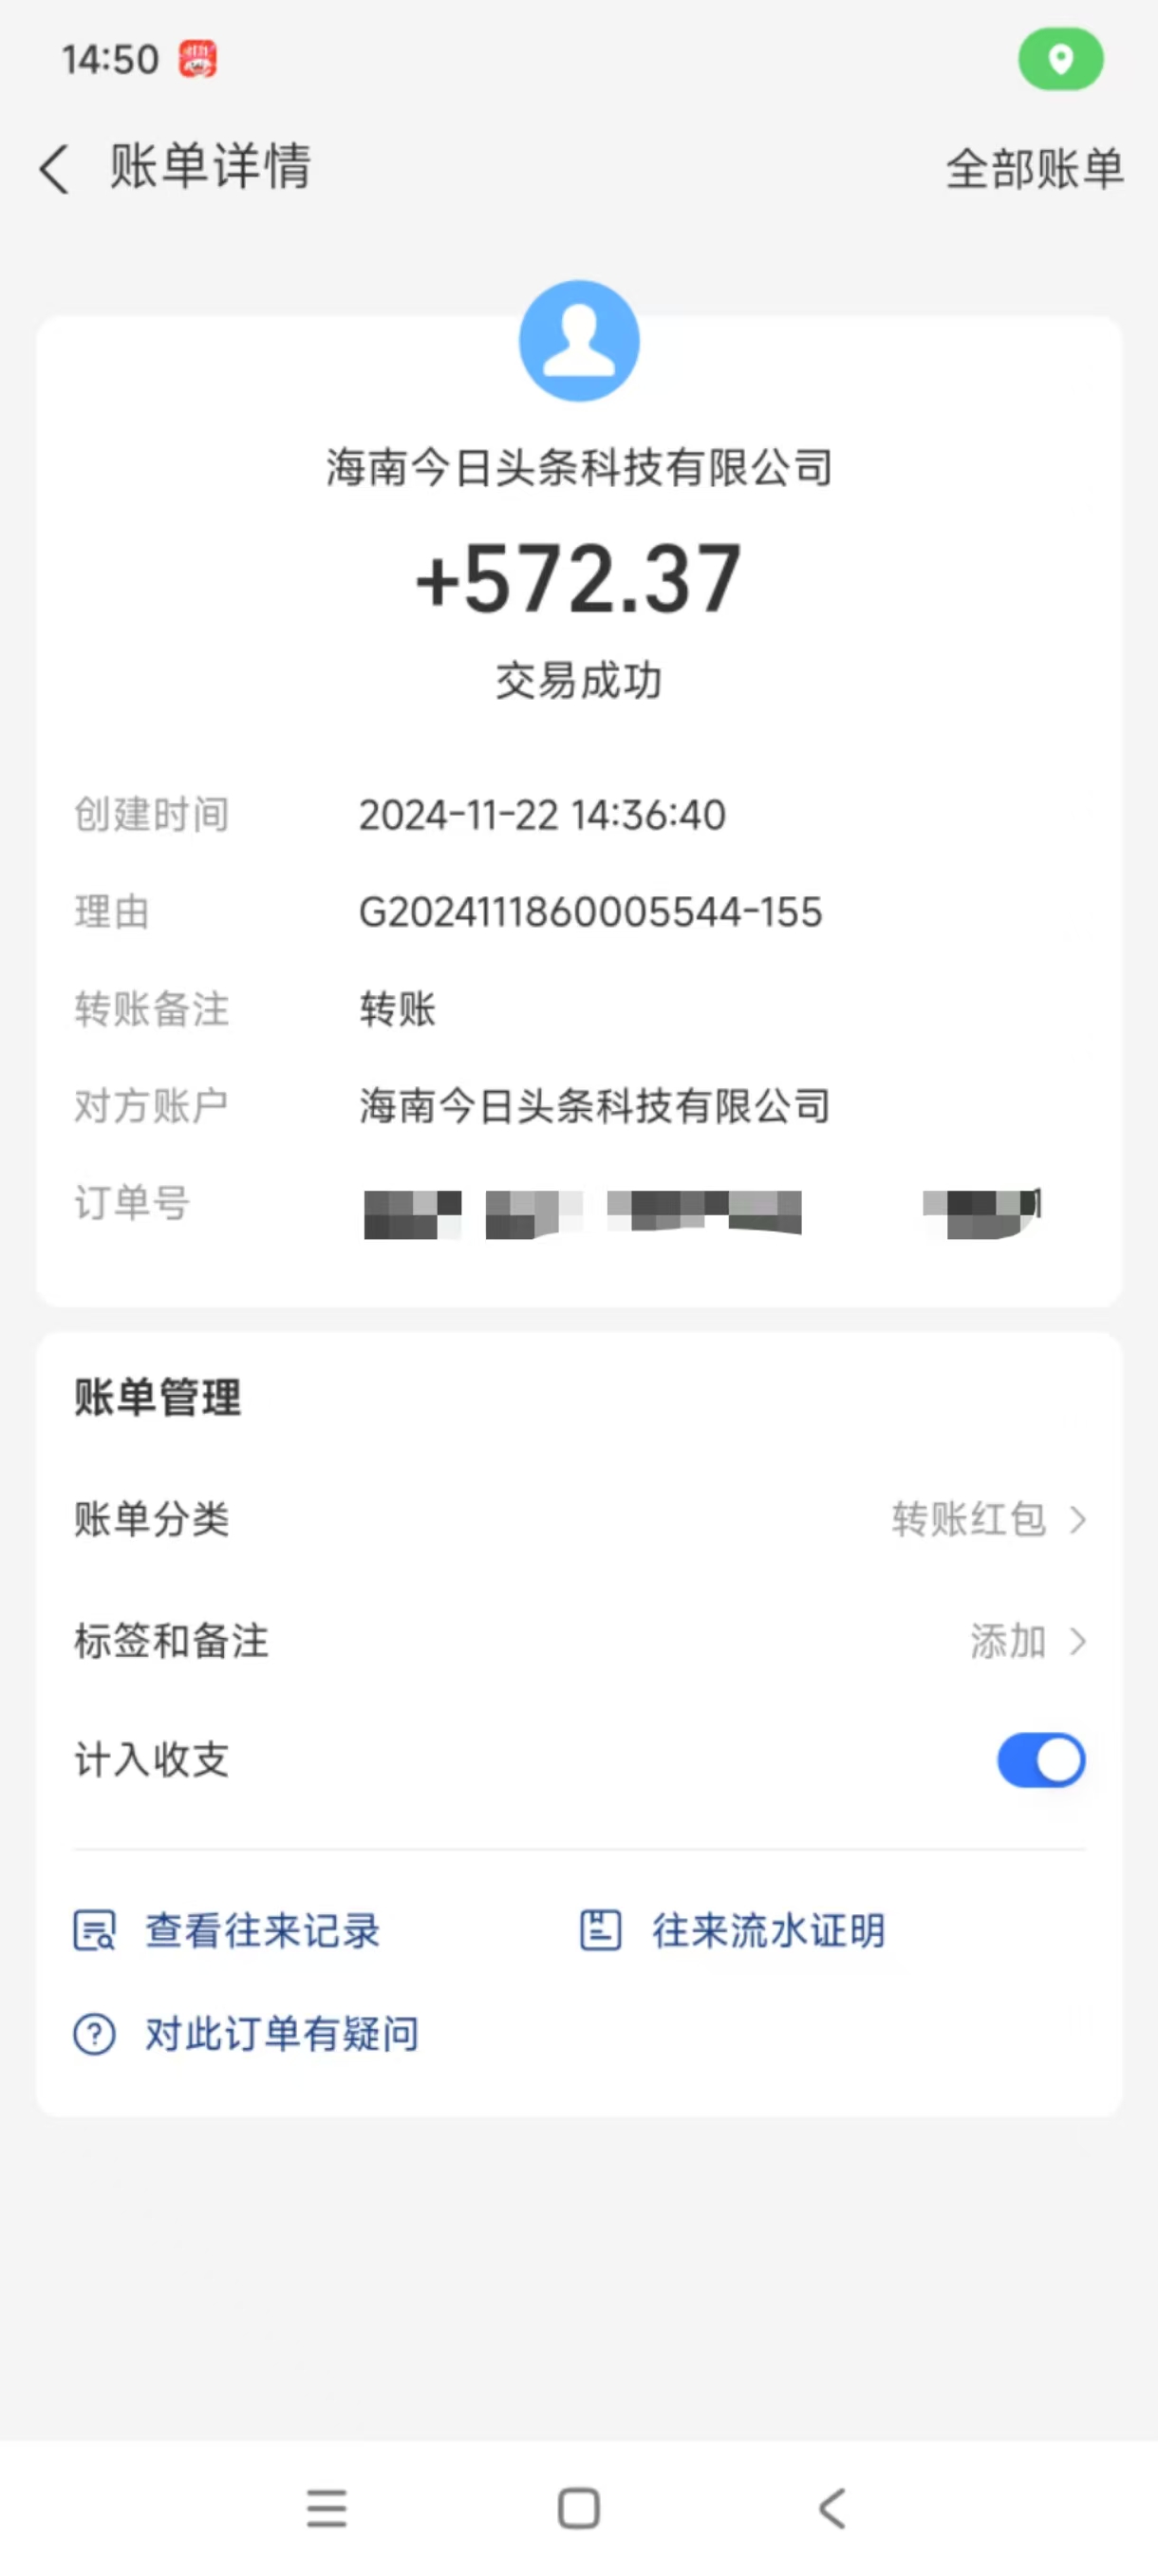 14:50
账单详情
全部账单
海南今日头条科技有限公司
+572.37
交易成功
创建时间 2024-11-22 14:36:40
理由 G2024111860005544-155
转账备注 转账
对方账户 海南今日头条科技有限公司
订单号
账单管理
账单分类 转账红包
标签和备注 添加
计入收支
查看往来记录 往来流水证明
对此订单有疑问